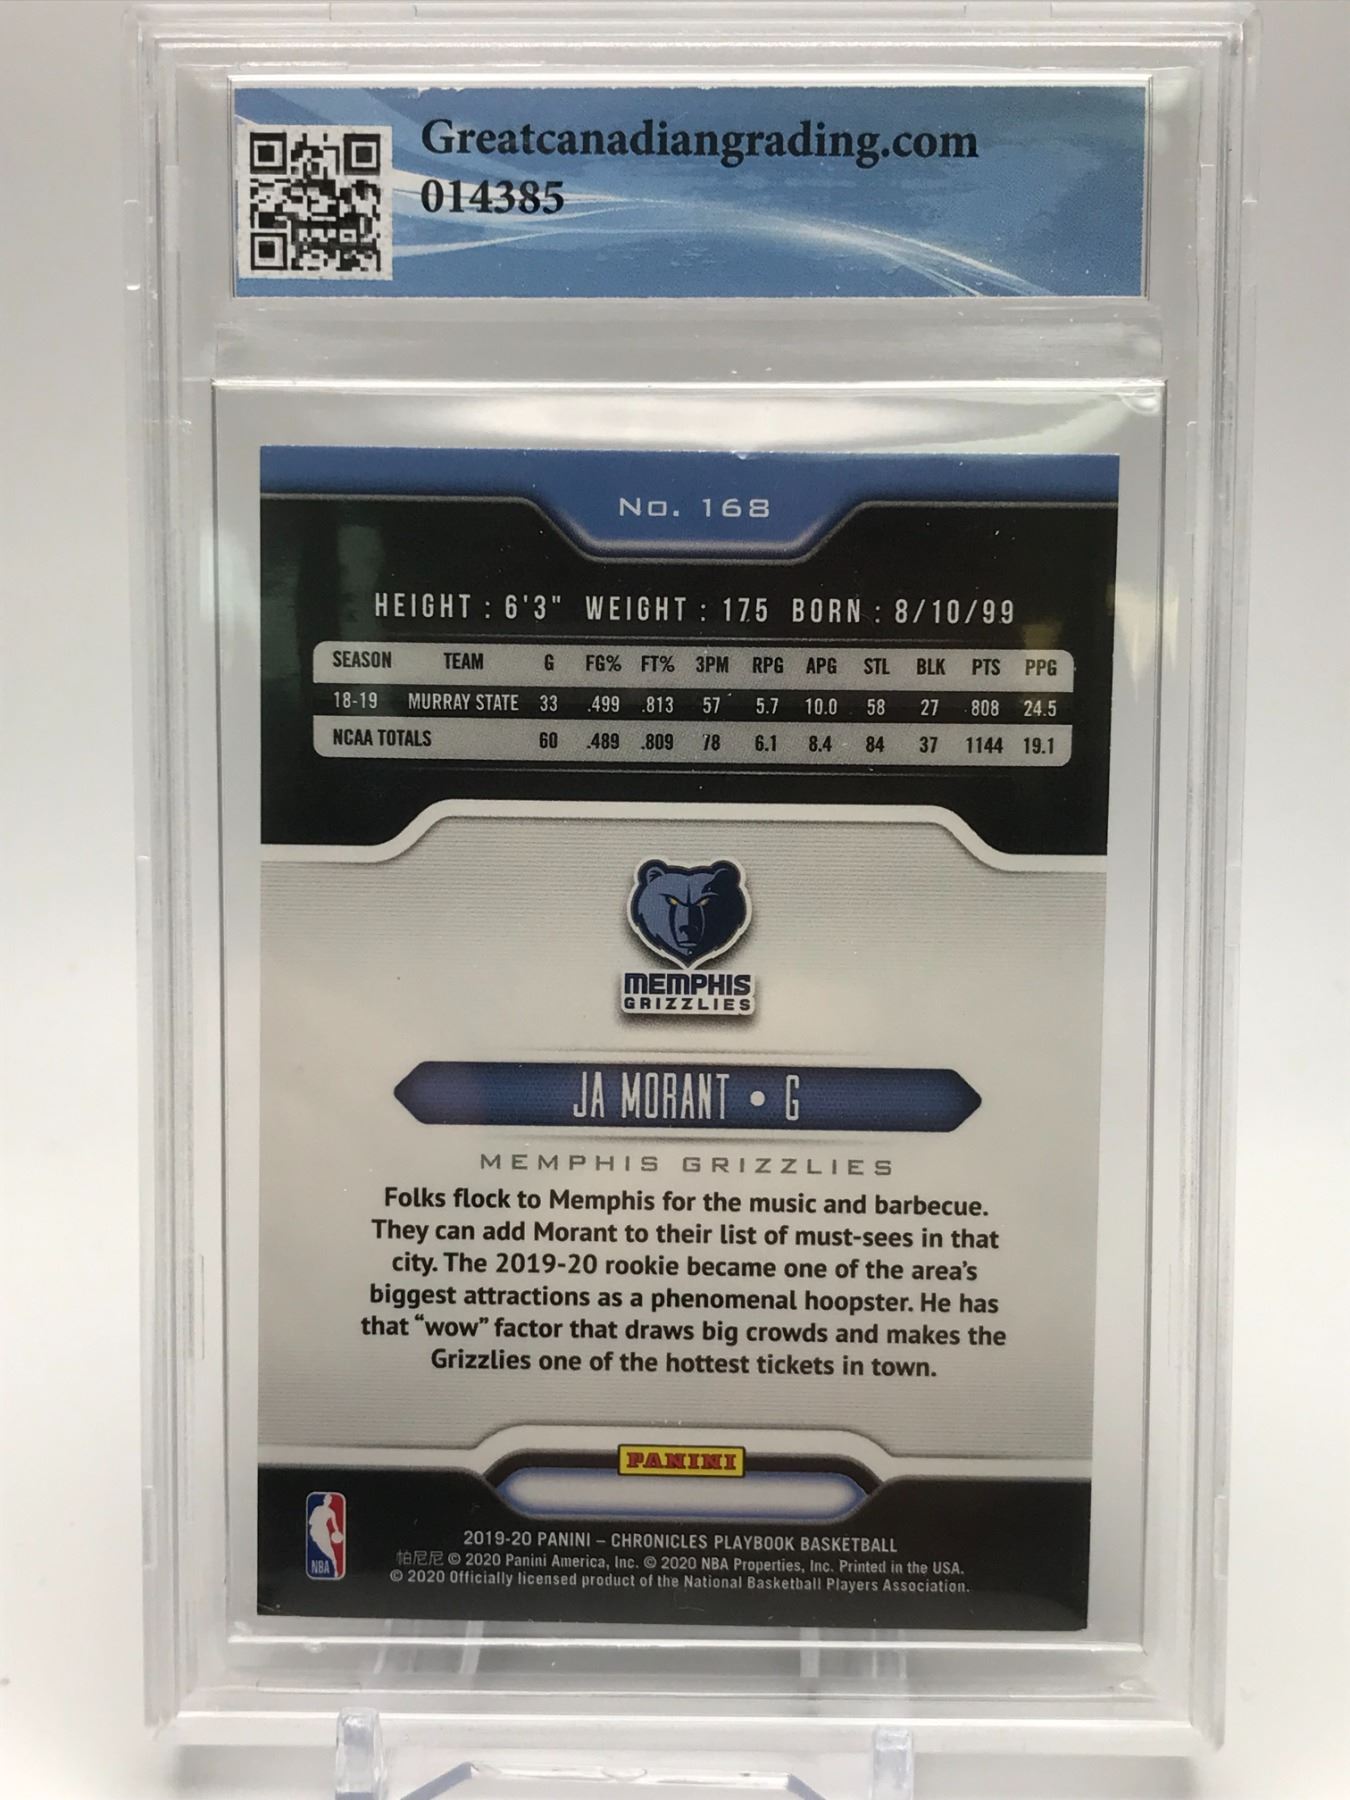 Greatcanadiangrading.com
014385
No. 168
HEIGHT : 6'3" WEIGHT : 175 BORN : 8/10/99
SEASON TEAM G FG% FT% 3PM RPG APG STL BLK PTS PPG
18-19 MURRAY STATE 33 .499 .813 57 5.7 10.0 58 27 808 24.5
NCAA TOTALS 60 .489 .809 78 6.1 8.4 84 37 1144 19.1
MEMPHIS
GRIZZLIES
JA MORANT • G
MEMPHIS GRIZZLIES
Folks flock to Memphis for the music and barbecue.
They can add Morant to their list of must-sees in that
city. The 2019-20 rookie became one of the area's
biggest attractions as a phenomenal hoopster. He has
that “wow” factor that draws big crowds and makes the
Grizzlies one of the hottest tickets in town.
PANINI
NBA
2019-20 PANINI – CHRONICLES PLAYBOOK BASKETBALL
帕尼尼 © 2020 Panini America, Inc. © 2020 NBA Properties, Inc. Printed in the USA.
© 2020 Officially licensed product of the National Basketball Players Association.